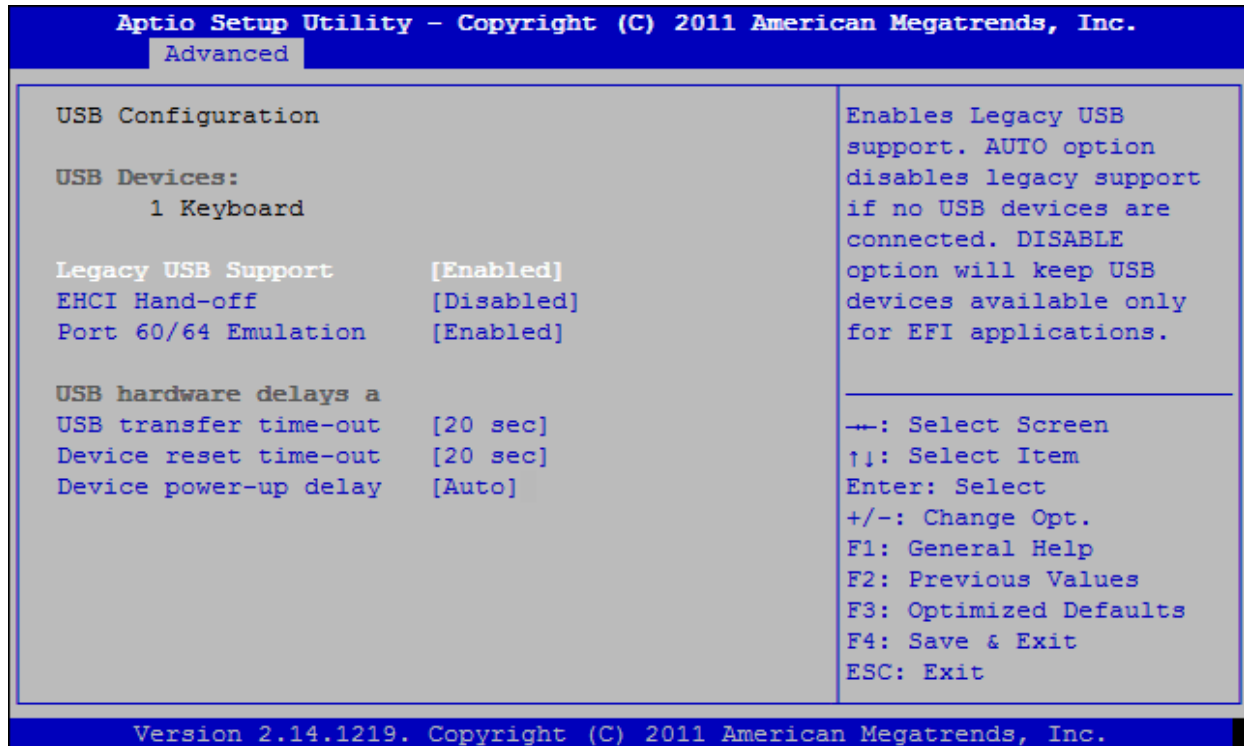 Aptio Setup Utility – Copyright (C) 2011 American Megatrends, Inc.
Advanced
USB Configuration
USB Devices:
1 Keyboard
Legacy USB Support [Enabled]
EHCI Hand-off [Disabled]
Port 60/64 Emulation [Enabled]
USB hardware delays a
USB transfer time-out [20 sec]
Device reset time-out [20 sec]
Device power-up delay [Auto]
Enables Legacy USB
support. AUTO option
disables legacy support
if no USB devices are
connected. DISABLE
option will keep USB
devices available only
for EFI applications.
→←: Select Screen
↑↓: Select Item
Enter: Select
+/-: Change Opt.
F1: General Help
F2: Previous Values
F3: Optimized Defaults
F4: Save & Exit
ESC: Exit
Version 2.14.1219. Copyright (C) 2011 American Megatrends, Inc.